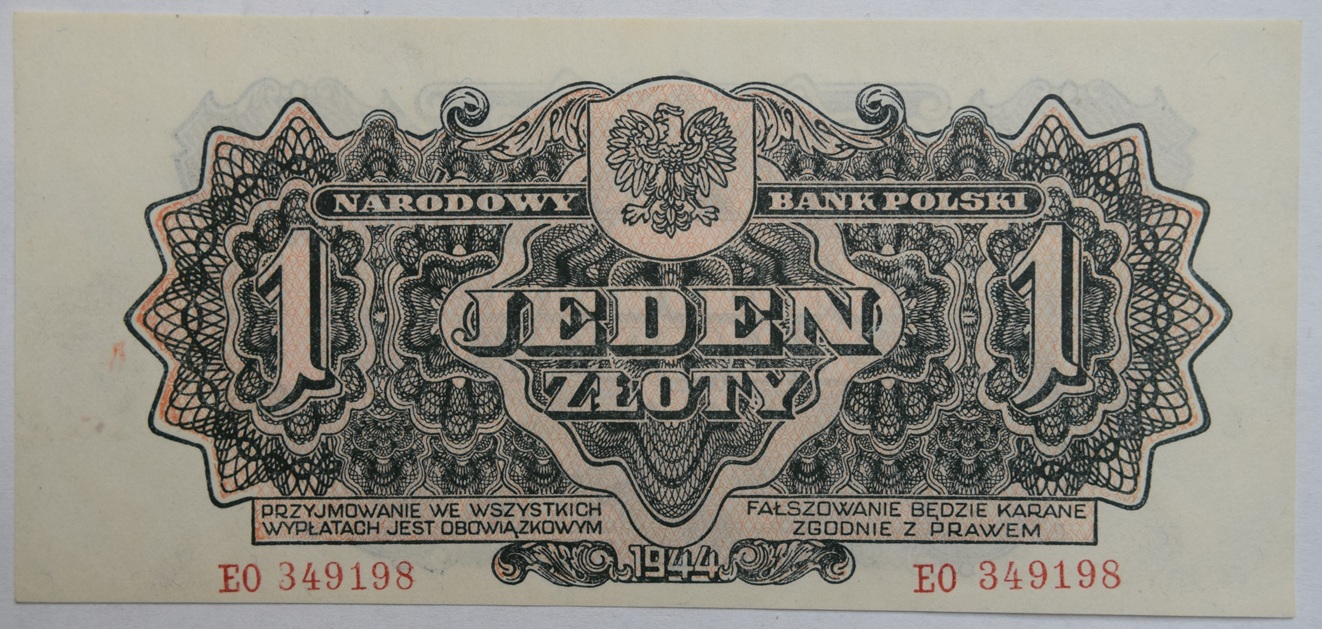 NARODOWY BANK POLSKI
1 JEDEN 1
ZŁOTY
PRZYJMOWANIE WE WSZYSTKICH
WYPŁATACH JEST OBOWIĄZKOWYM
FAŁSZOWANIE BĘDZIE KARANE
ZGODNIE Z PRAWEM
1944
EO 349198
EO 349198